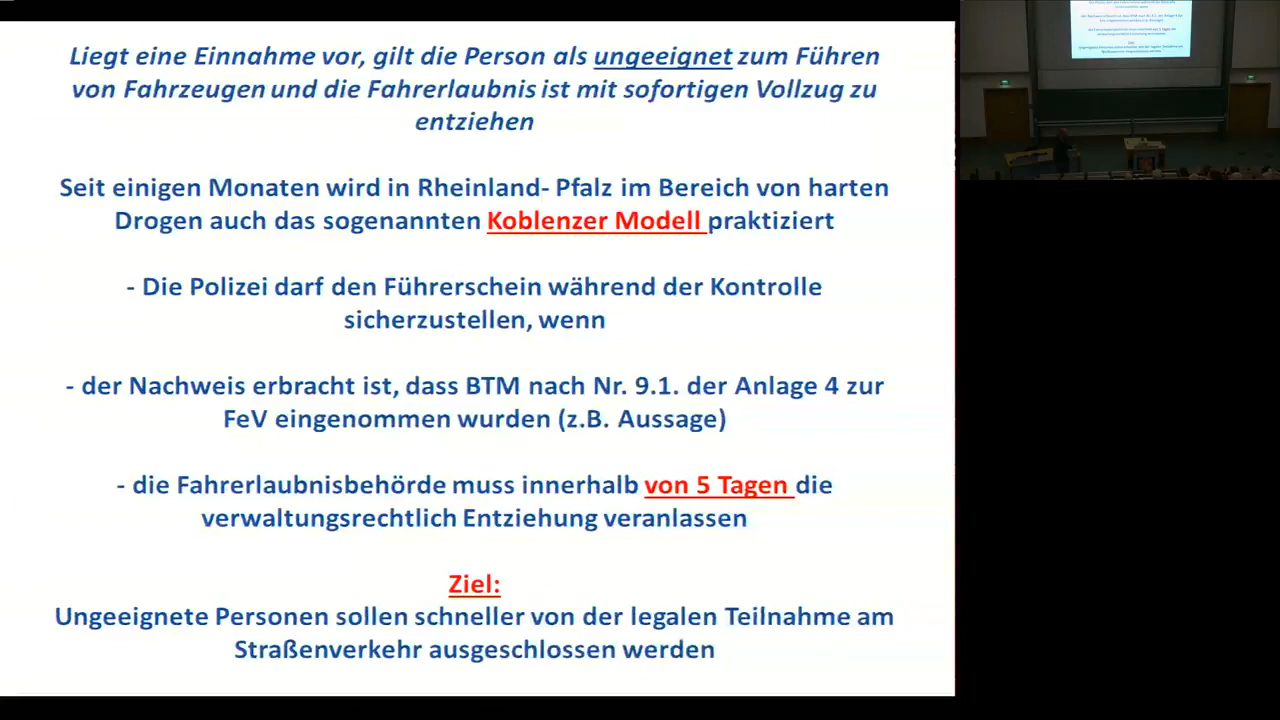 Liegt eine Einnahme vor, gilt die Person als ungeeignet zum Führen
von Fahrzeugen und die Fahrerlaubnis ist mit sofortigen Vollzug zu
entziehen
Seit einigen Monaten wird in Rheinland- Pfalz im Bereich von harten
Drogen auch das sogenannten Koblenzer Modell praktiziert
- Die Polizei darf den Führerschein während der Kontrolle
sicherzustellen, wenn
- der Nachweis erbracht ist, dass BTM nach Nr. 9.1. der Anlage 4 zur
FeV eingenommen wurden (z.B. Aussage)
- die Fahrerlaubnisbehörde muss innerhalb von 5 Tagen die
verwaltungsrechtlich Entziehung veranlassen
Ziel:
Ungeeignete Personen sollen schneller von der legalen Teilnahme am
Straßenverkehr ausgeschlossen werden